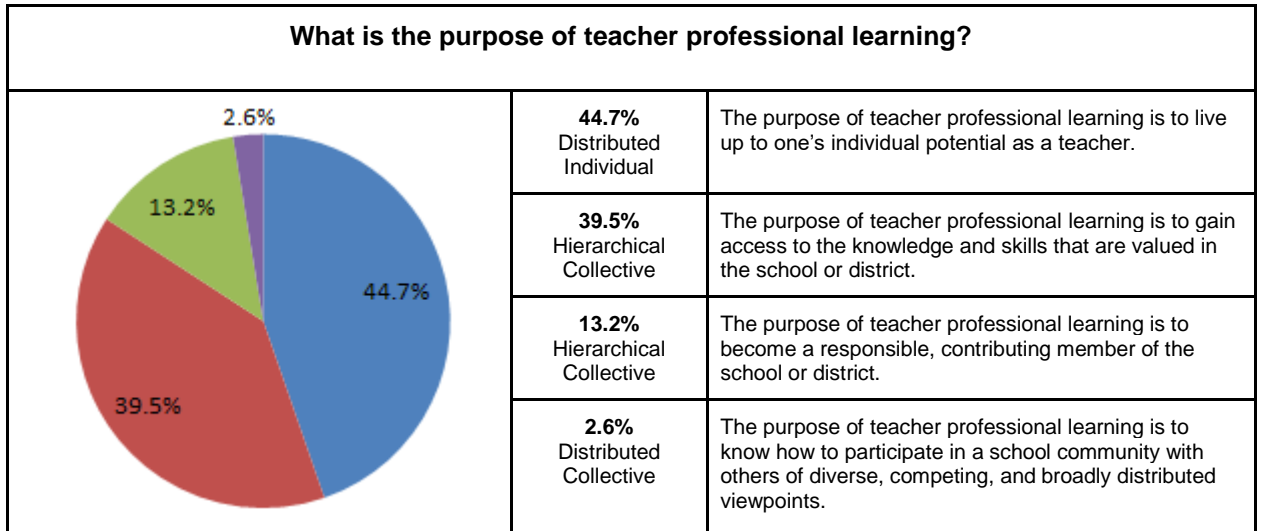 What is the purpose of teacher professional learning?
2.6%
13.2%
44.7%
39.5%
44.7%
Distributed
Individual
The purpose of teacher professional learning is to live
up to one’s individual potential as a teacher.
39.5%
Hierarchical
Collective
The purpose of teacher professional learning is to gain
access to the knowledge and skills that are valued in
the school or district.
13.2%
Hierarchical
Collective
The purpose of teacher professional learning is to
become a responsible, contributing member of the
school or district.
2.6%
Distributed
Collective
The purpose of teacher professional learning is to
know how to participate in a school community with
others of diverse, competing, and broadly distributed
viewpoints.